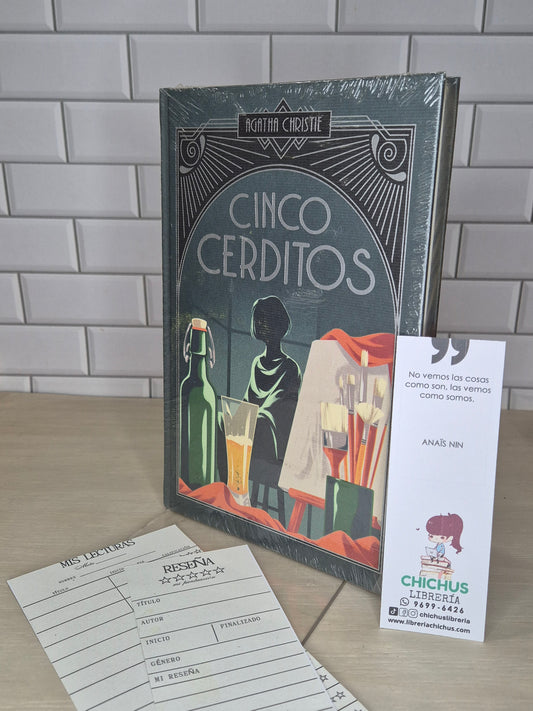 AGATHA CHRISTIE
CINCO
CERDITOS
”
No vemos las cosas
como son, las vemos
como somos.
ANAÏS NIN
CHICHUS
LIBRERÍA
9699-6426
chichuslibreria
www.libreriachichus.com
MIS LECTURAS
TÍTULO
RESEÑA
TÍTULO
AUTOR
INICIO
FINALIZADO
GÉNERO
MI RESEÑA